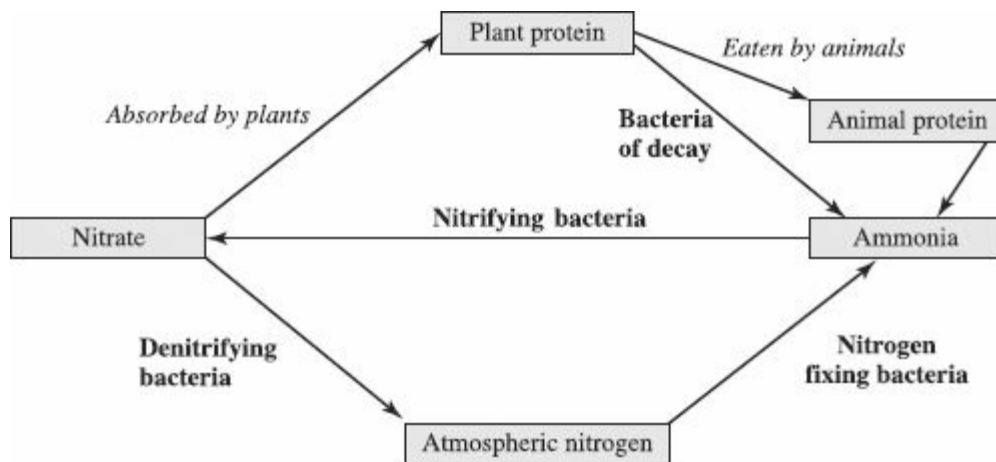 Plant protein
Eaten by animals
Absorbed by plants
Animal protein
Bacteria
of decay
Nitrifying bacteria
Nitrate
Ammonia
Denitrifying
bacteria
Nitrogen
fixing bacteria
Atmospheric nitrogen